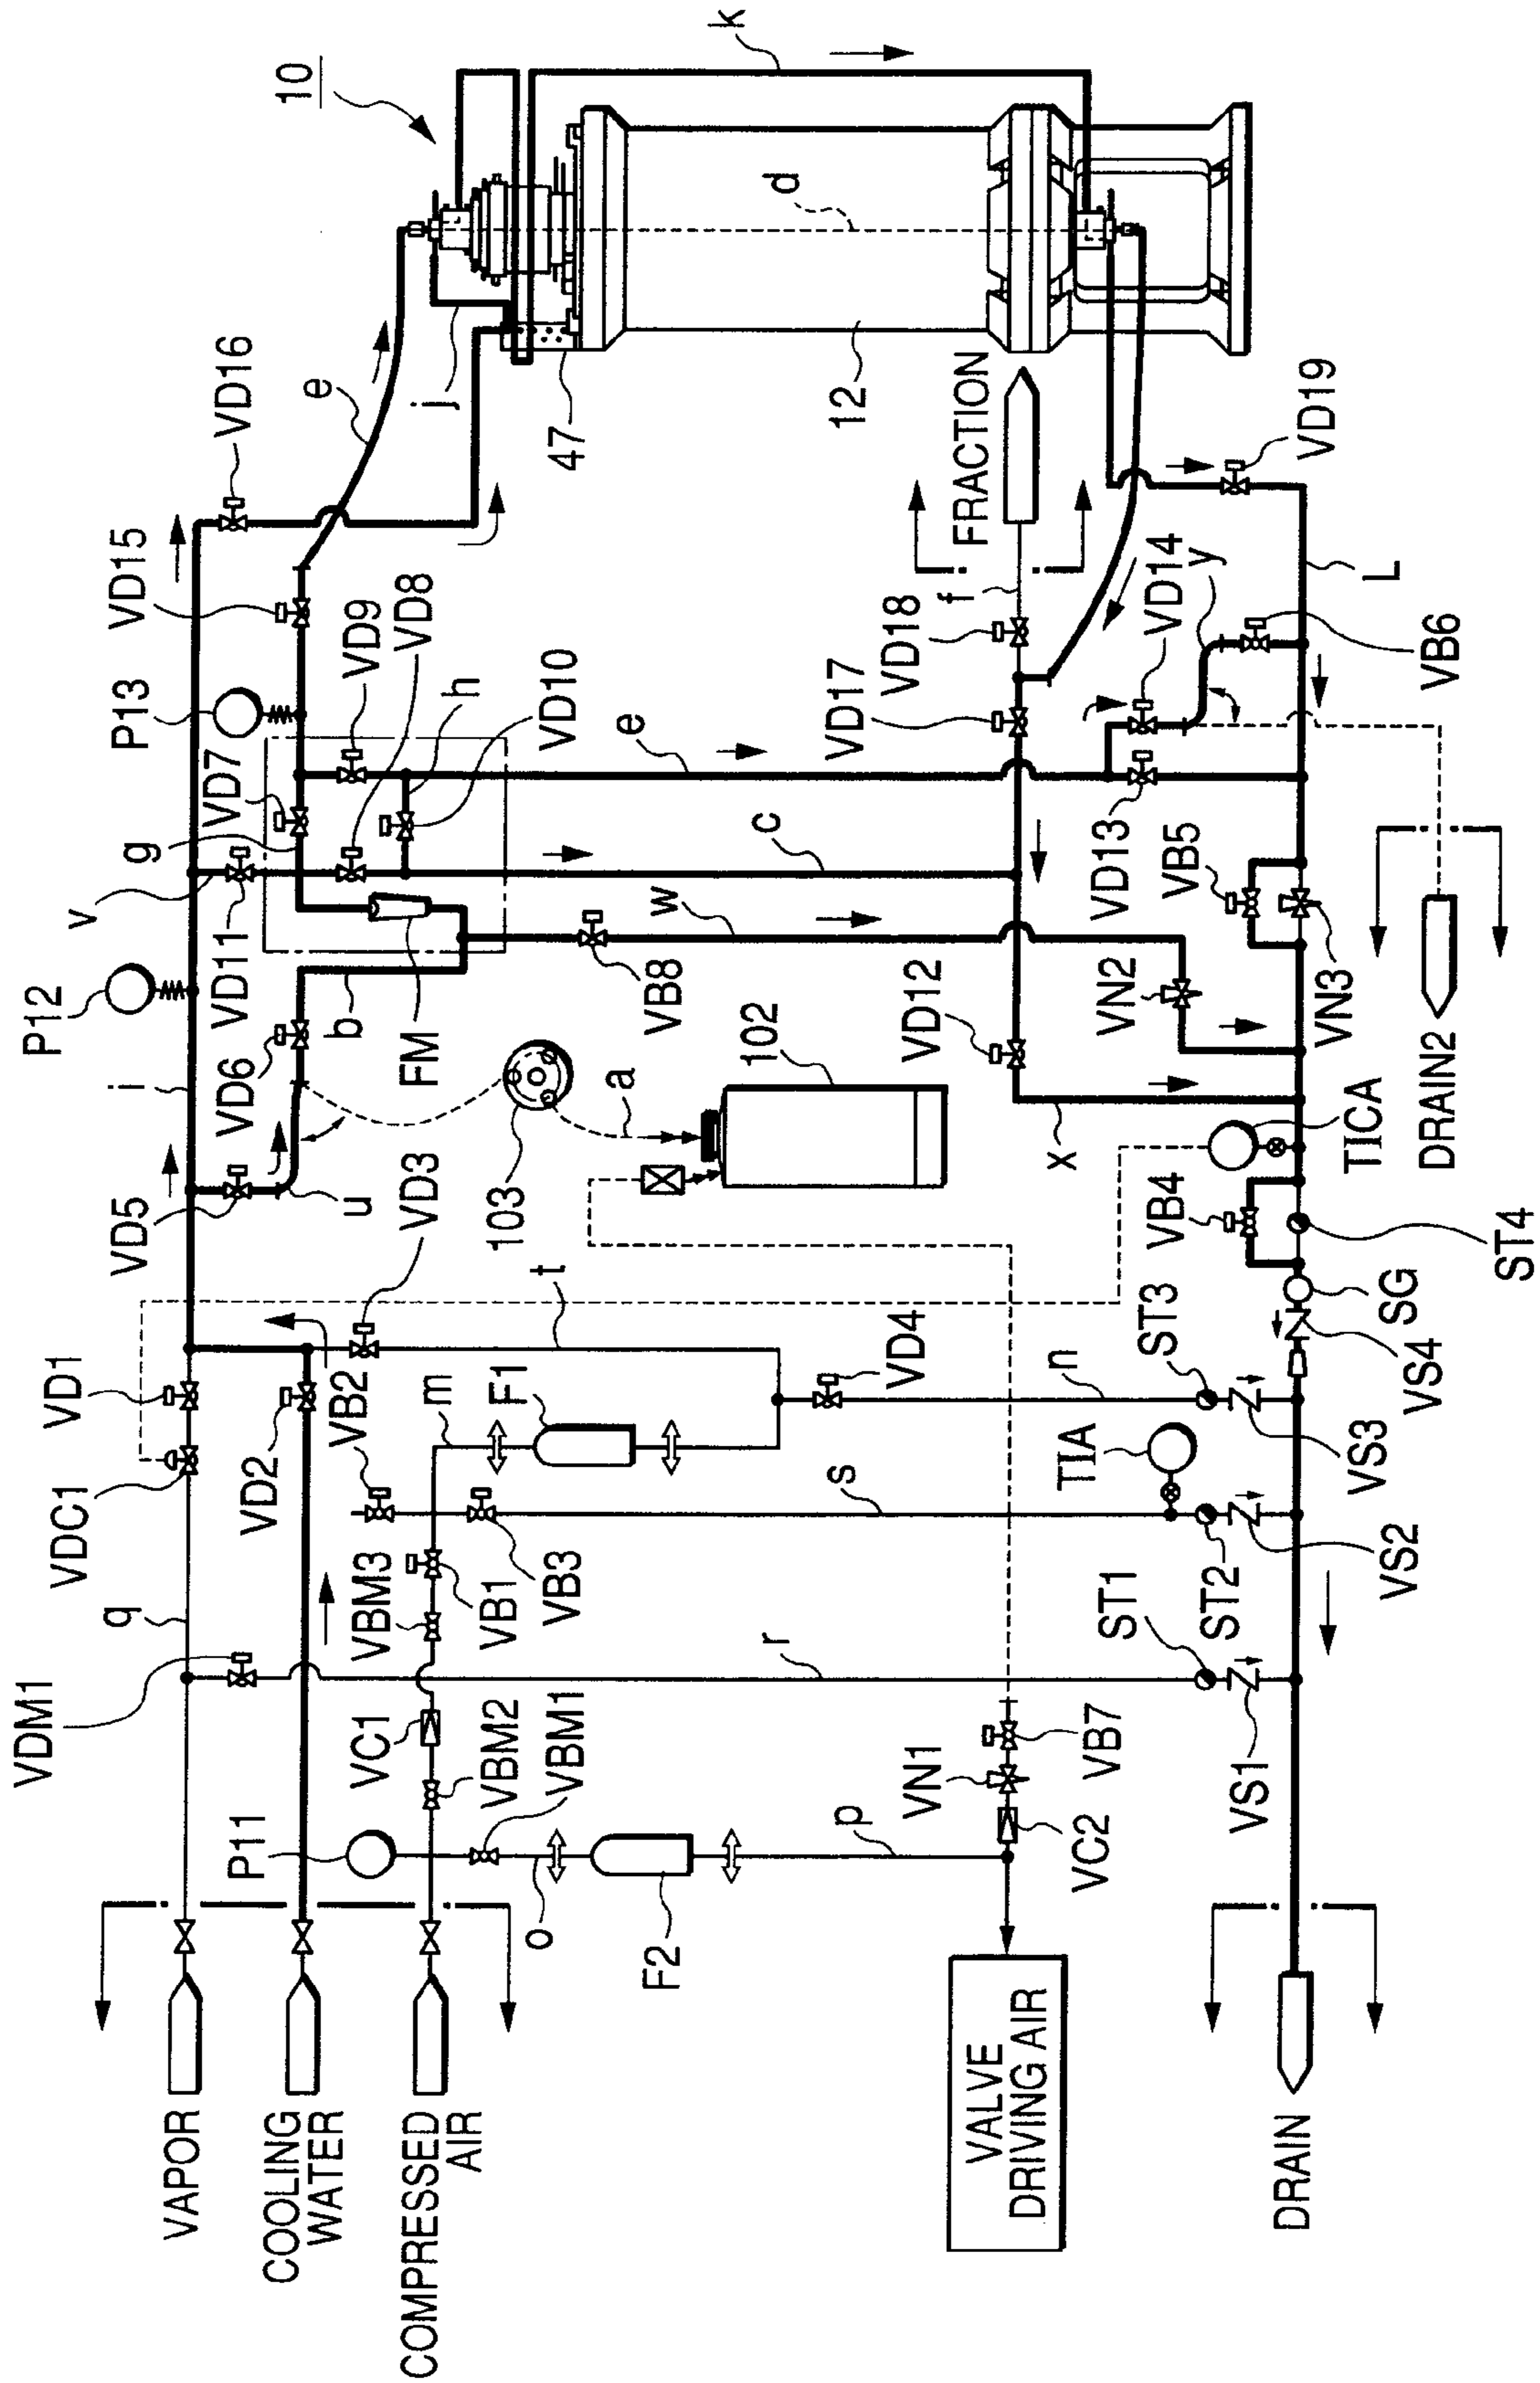 VDM1
VDC1
VD1
P12
v
VD11
P13
VD15
VD16
10
k
VAPOR
q
VD5
i
VD6
g
VD7
e
P11
VD2
VB2
u
b
VD9
VD8
COOLING
WATER
VC1
VBM3
m
VD3
FM
h
VD10
j
COMPRESSED
AIR
VBM2
VBM1
VB1
VB3
F1
t
103
a
o
F2
VB8
w
e
47
r
s
102
c
d
p
VN1
VC2
VB7
n
VD4
VD12
VD17
VD18
f
FRACTION
12
VALVE
DRIVING AIR
ST1
ST2
TIA
ST3
x
VB4
VN2
VD13
VB5
VD14
y
VD19
VS1
VS2
VS3
VS4
SG
ST4
TICA
VN3
VB6
L
DRAIN
DRAIN2